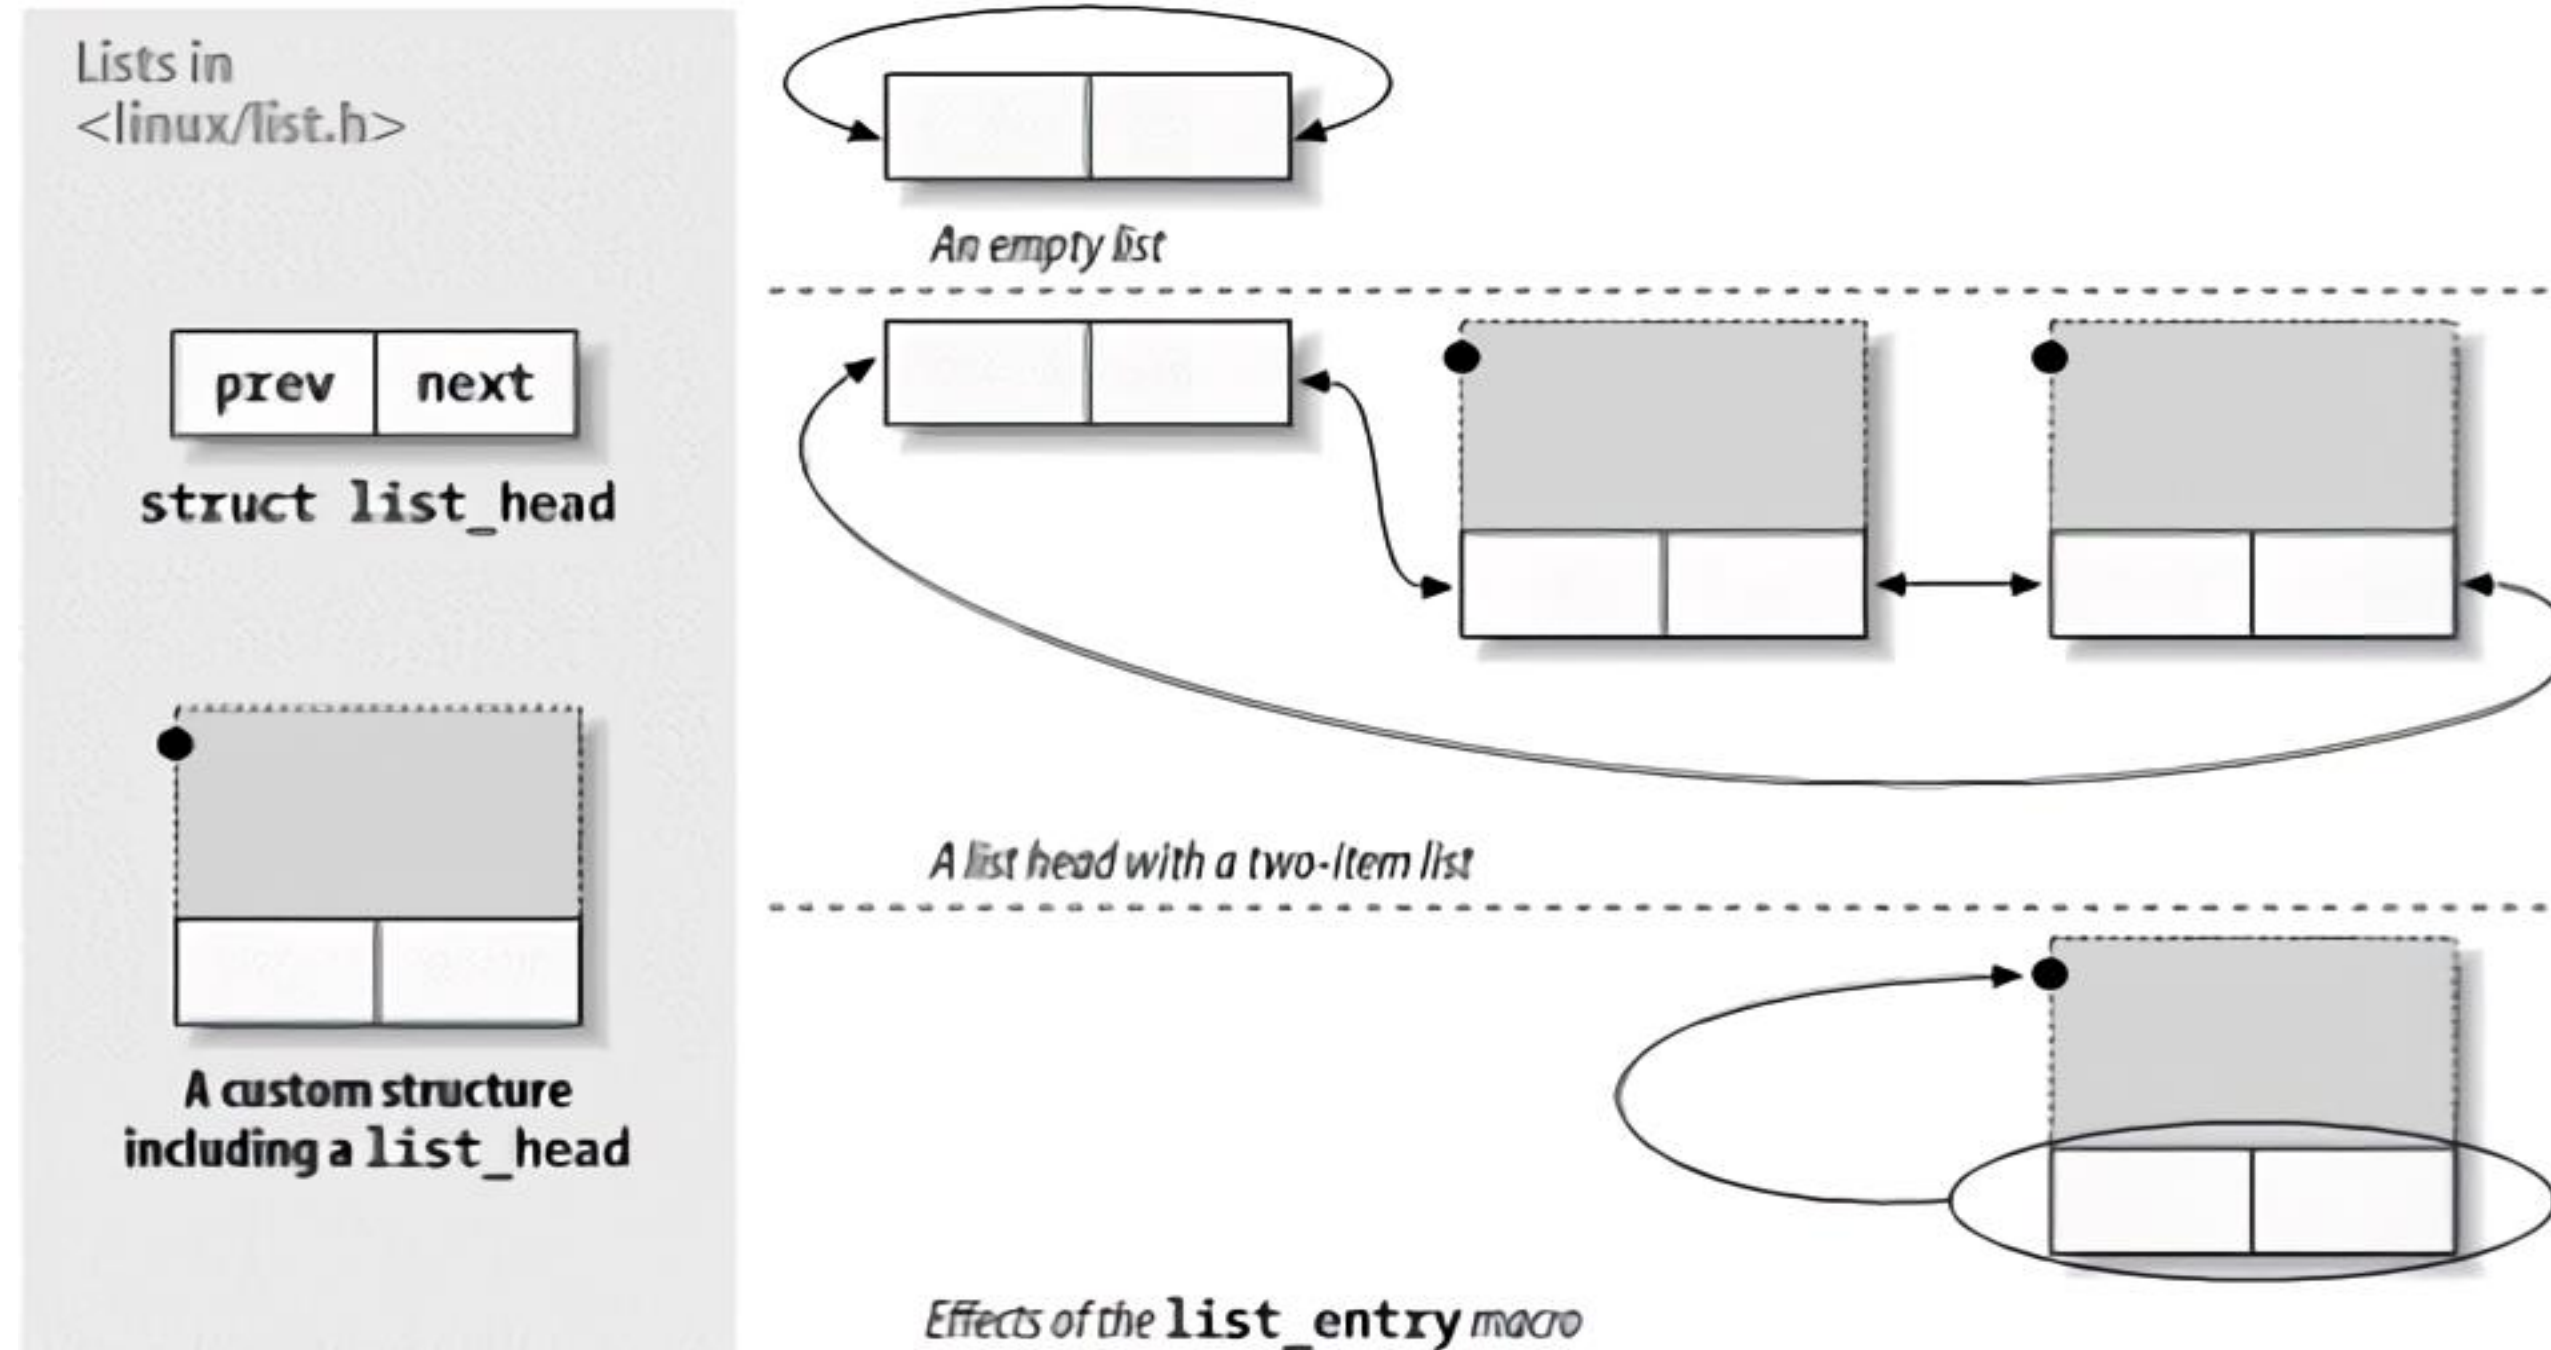 Lists in
<linux/list.h>
prev next
struct list_head
A custom structure
including a list_head
An empty list
A list head with a two-item list
Effects of the list_entry macro